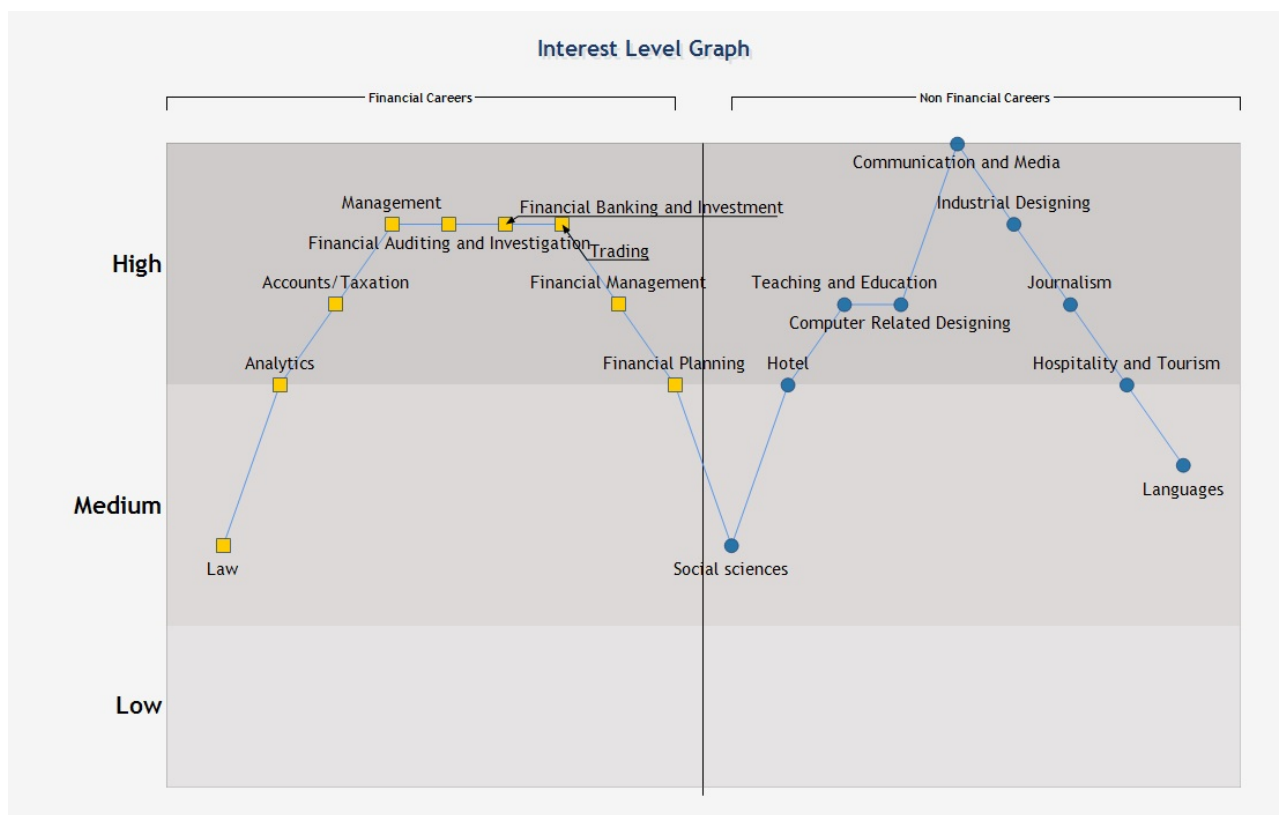 Interest Level Graph
Financial Careers
Non Financial Careers
Communication and Media
Management
Financial Banking and Investment
Industrial Designing
Financial Auditing and Investigation
Trading
High
Accounts/Taxation
Financial Management
Teaching and Education
Journalism
Computer Related Designing
Analytics
Financial Planning
Hotel
Hospitality and Tourism
Languages
Medium
Law
Social sciences
Low